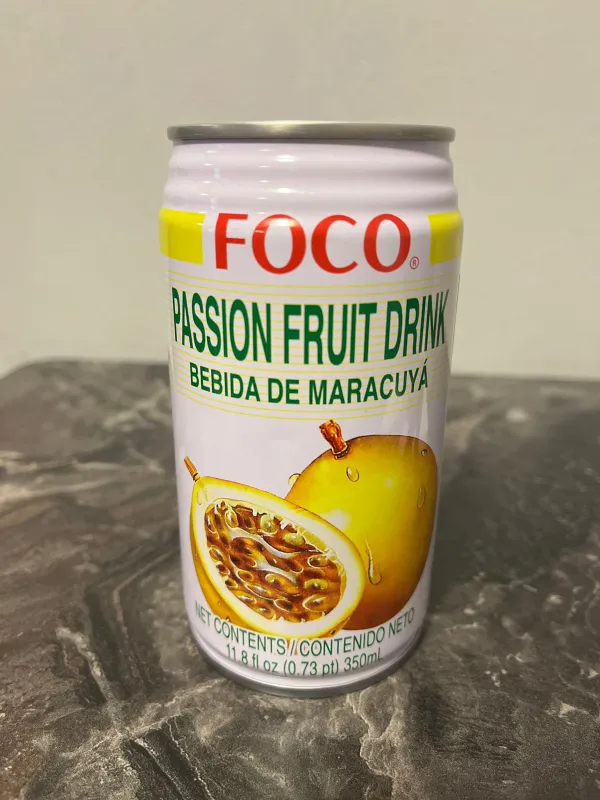 FOCO®
PASSION FRUIT DRINK
BEBIDA DE MARACUYÁ
NET CONTENTS / CONTENIDO NETO
11.8 fl oz (0.73 pt) 350mL